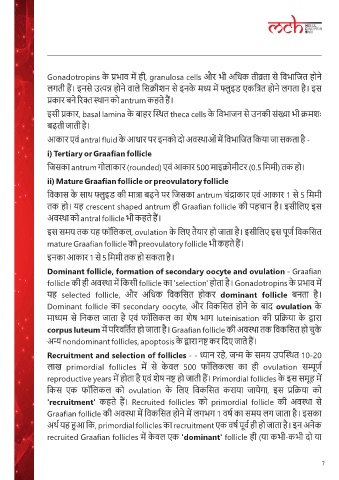 mch
Gonadotropins के प्रभाव में ही, granulosa cells और भी अधिक तीव्रता से विभाजित होने
लगती हैं। इनसे उत्पन्न होने वाले सिक्रीशन से इनके मध्य में फ्लुइड एकत्रित होने लगता है। इस
प्रकार बने रिक्त स्थान को antrum कहते हैं।
इसी प्रकार, basal lamina के बाहर स्थित theca cells के विभाजन से उनकी संख्या भी क्रमशः
बढ़ती जाती है।
आकार एवं antral fluid के आधार पर इनको दो अवस्थाओं में विभाजित किया जा सकता है -
i) Tertiary or Graafian follicle
जिसका antrum गोलाकार (rounded) एवं आकार 500 माइक्रोमीटर (0.5 मिमी) तक हो।
ii) Mature Graafian follicle or preovulatory follicle
विकास के साथ फ्लुइड की मात्रा बढ़ने पर जिसका antrum चंद्राकार एवं आकार 1 से 5 मिमी
तक हो। यह crescent shaped antrum ही Graafian follicle की पहचान है। इसीलिए इस
अवस्था को antral follicle भी कहते हैं।
इस समय तक यह फॉलिकल, ovulation के लिए तैयार हो जाता है। इसीलिए इस पूर्ण विकसित
mature Graafian follicle को preovulatory follicle भी कहते हैं।
इनका आकार 1 से 5 मिमी तक हो सकता है।
Dominant follicle, formation of secondary oocyte and ovulation - Graafian
follicle की ही अवस्था में किसी follicle का 'selection' होता है। Gonadotropins के प्रभाव में
यह selected follicle, और अधिक विकसित होकर dominant follicle बनता है।
Dominant follicle का secondary oocyte, और विकसित होने के बाद ovulation के
माध्यम से निकल जाता है एवं फॉलिकल का शेष भाग luteinisation की प्रक्रिया के द्वारा
corpus luteum में परिवर्तित हो जाता है। Graafian follicle की अवस्था तक विकसित हो चुके
अन्य nondominant follicles, apoptosis के द्वारा नष्ट कर दिए जाते हैं।
Recruitment and selection of follicles - - ध्यान रहे, जन्म के समय उपस्थित 10-20
लाख primordial follicles में से केवल 500 फॉलिकल्स का ही ovulation सम्पूर्ण
reproductive years में होता है एवं शेष नष्ट हो जाती हैं। Primordial follicles के इस समूह में
किस एक फॉलिकल को ovulation के लिए विकसित कराया जायेगा, इस प्रक्रिया को
'recruitment' कहते हैं। Recruited follicles को primordial follicle की अवस्था से
Graafian follicle की अवस्था में विकसित होने में लगभग 1 वर्ष का समय लग जाता है। इसका
अर्थ यह हुआ कि, primordial follicles का recruitment एक वर्ष पूर्व ही हो जाता है। इन अनेक
recruited Graafian follicles में केवल एक 'dominant' follicle ही (या कभी-कभी दो या
7